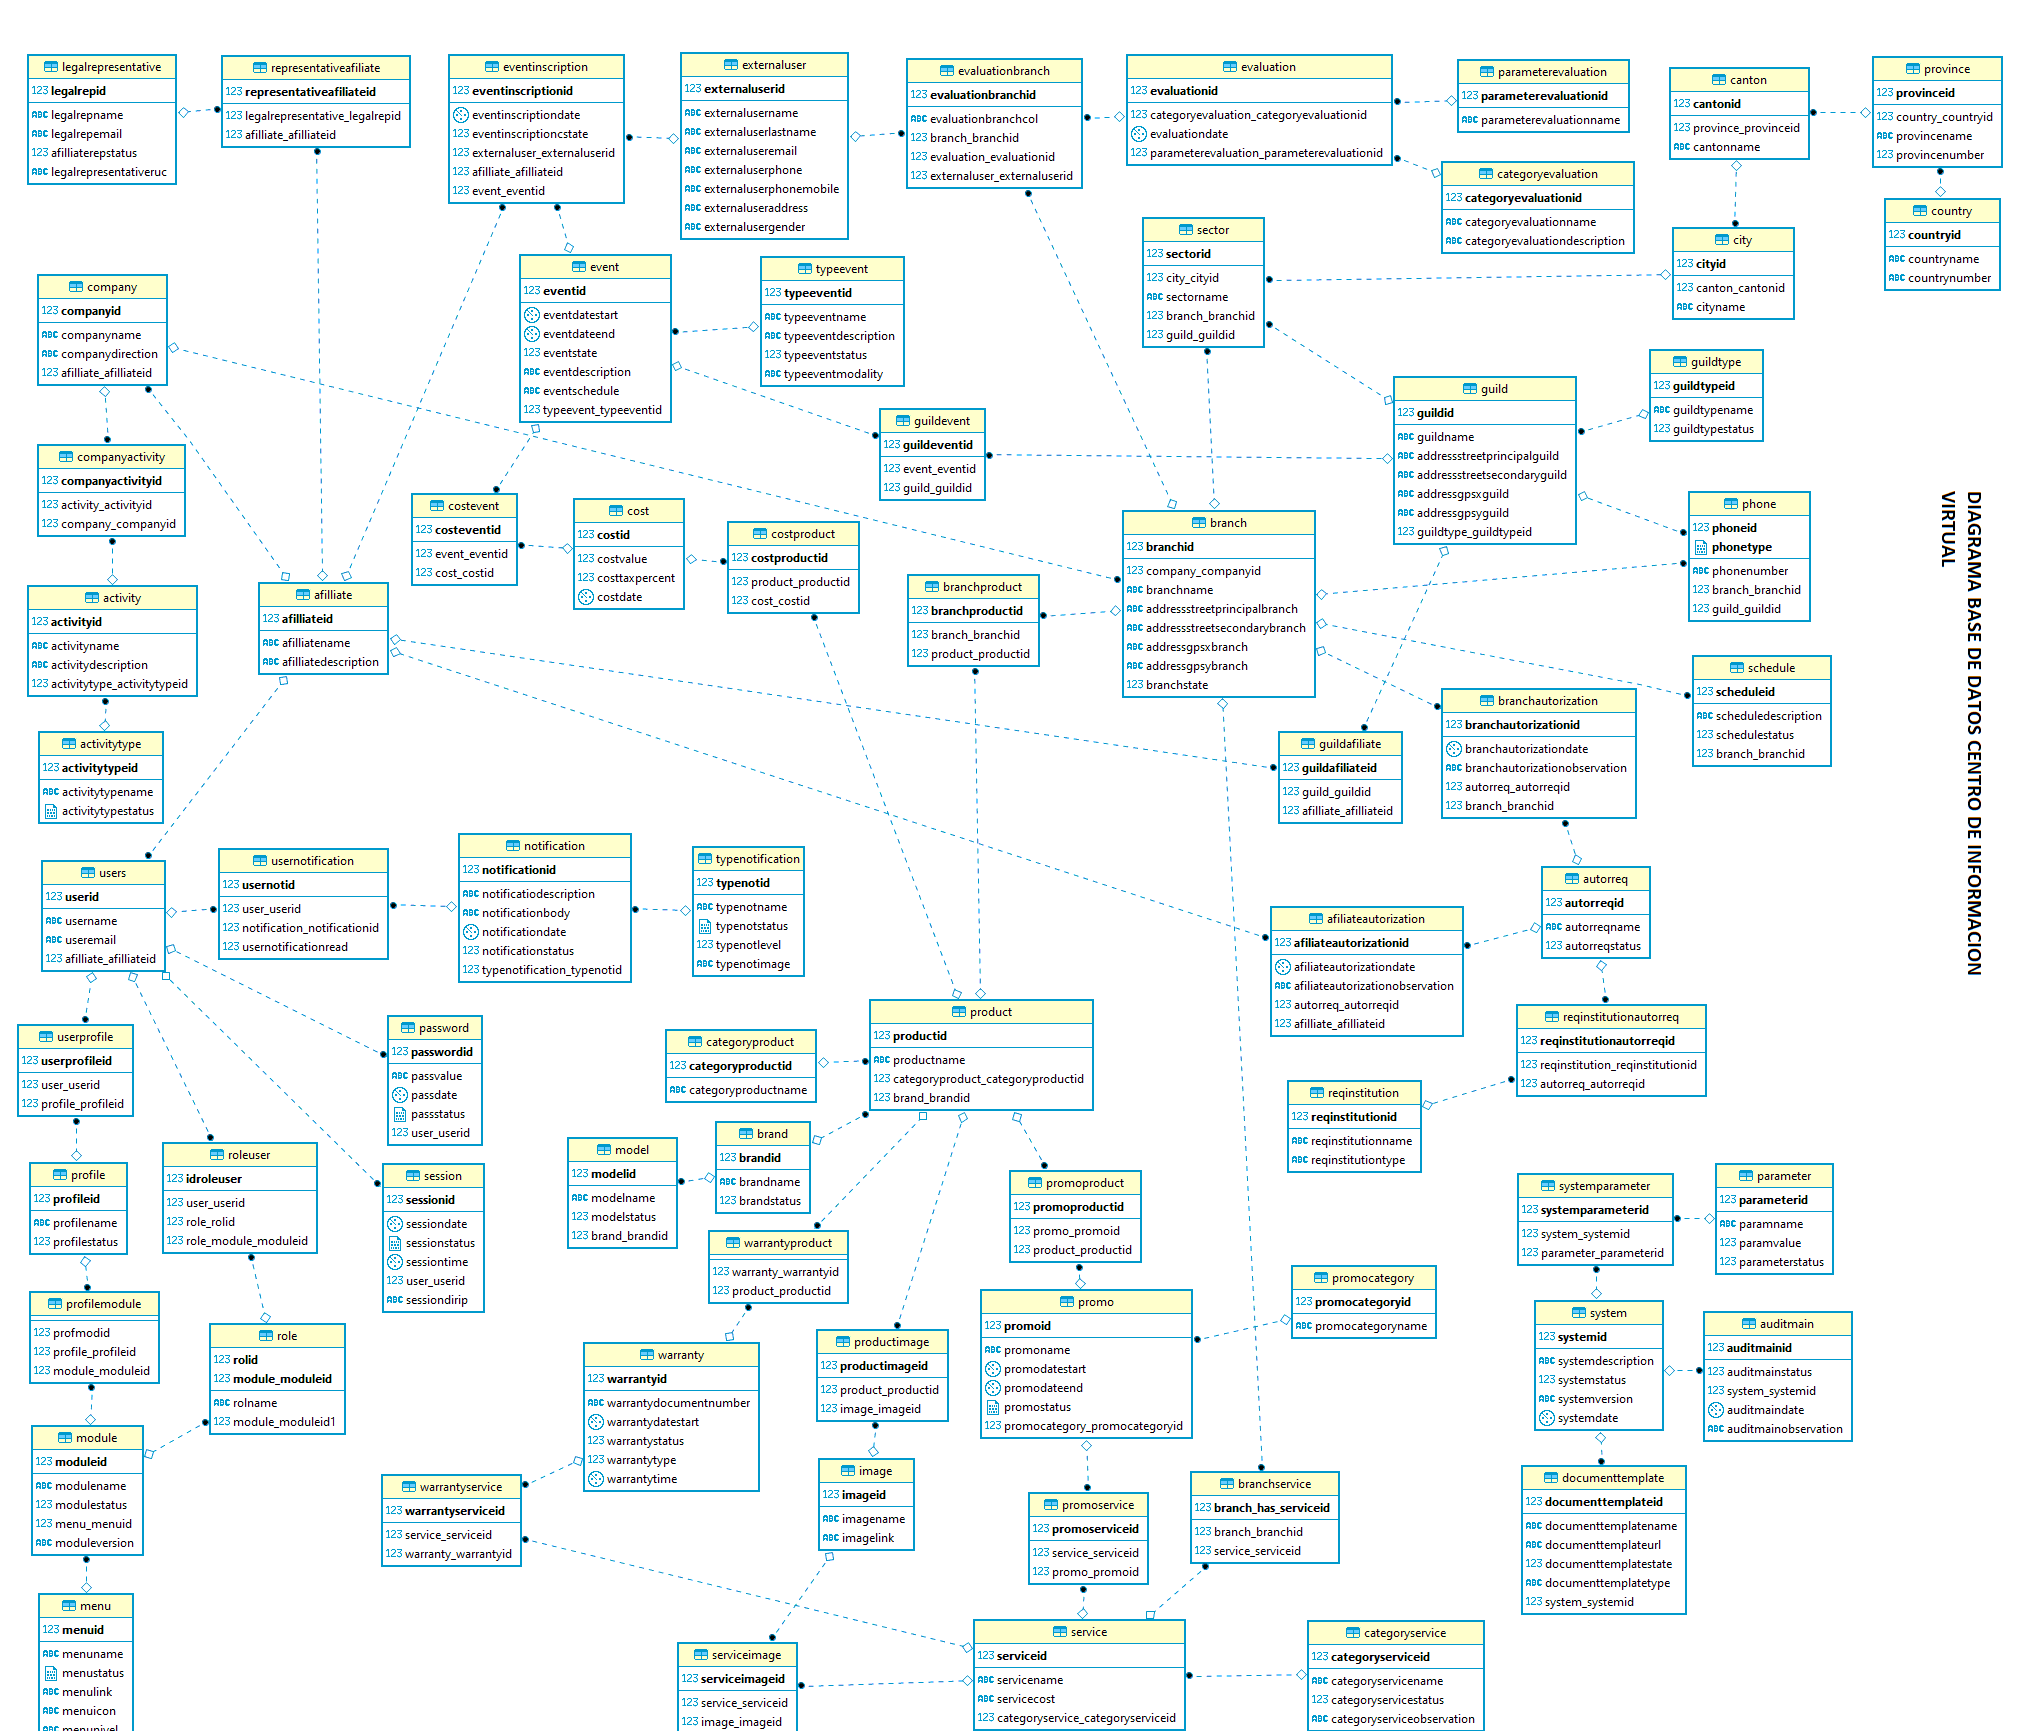 legalrepresentative
123 legalrepid
ABC legalrepname
ABC legalrepemail
123 afilliaterepstatus
ABC legalrepresentativeruc
representativeafiliate
123 representativeafiliateid
123 legalrepresentative_legalrepid
123 afilliate_afilliateid
eventinscription
123 eventinscriptionid
eventinscriptiondate
123 eventinscriptioncstate
123 externaluser_externaluserid
123 afilliate_afilliateid
123 event_eventid
externaluser
123 externaluserid
ABC externalusername
ABC externaluserlastname
ABC externaluseremail
ABC externaluserphone
ABC externaluserphonemobile
ABC externaluseraddress
ABC externalusergender
evaluationbranch
123 evaluationbranchid
ABC evaluationbranchcol
123 branch_branchid
123 evaluation_evaluationid
123 externaluser_externaluserid
evaluation
123 evaluationid
123 categoryevaluation_categoryevaluationid
evaluationdate
123 parameterevaluation_parameterevaluationid
parameterevaluation
123 parameterevaluationid
ABC parameterevaluationname
canton
123 cantonid
123 province_provinceid
ABC cantonname
province
123 provinceid
123 country_countryid
ABC provincename
123 provincenumber
categoryevaluation
123 categoryevaluationid
ABC categoryevaluationname
ABC categoryevaluationdescription
country
123 countryid
ABC countryname
ABC countrynumber
sector
123 sectorid
123 city_cityid
ABC sectorname
123 branch_branchid
123 guild_guildid
city
123 cityid
123 canton_cantonid
ABC cityname
company
123 companyid
ABC companyname
ABC companydirection
123 afilliate_afilliateid
event
123 eventid
eventdatestart
eventdateend
123 eventstate
ABC eventdescription
ABC eventschedule
123 typeevent_typeeventid
typeevent
123 typeeventid
ABC typeeventname
ABC typeeventdescription
123 typeeventstatus
ABC typeeventmodality
guildtype
123 guildtypeid
ABC guildtypename
123 guildtypestatus
guild
123 guildid
ABC guildname
ABC addressstreetprincipalguild
ABC addressstreetsecondaryguild
ABC addressgpsxguild
ABC addressgpsyguild
123 guildtype_guildtypeid
guildevent
123 guildeventid
123 event_eventid
123 guild_guildid
companyactivity
123 companyactivityid
123 activity_activityid
123 company_companyid
costevent
123 costeventid
123 event_eventid
123 cost_costid
cost
123 costid
ABC costvalue
ABC costtaxpercent
costdate
costproduct
123 costproductid
123 product_productid
123 cost_costid
branch
123 branchid
123 company_companyid
ABC branchname
ABC addressstreetprincipalbranch
ABC addressstreetsecondarybranch
ABC addressgpsxbranch
ABC addressgpsybranch
123 branchstate
phone
123 phoneid
phonetype
ABC phonenumber
123 branch_branchid
123 guild_guildid
DIAGRAMA BASE DE DATOS CENTRO DE INFORMACION
VIRTUAL
activity
123 activityid
ABC activityname
ABC activitydescription
123 activitytype_activitytypeid
afilliate
123 afilliateid
ABC afilliatename
ABC afilliatedescription
branchproduct
123 branchproductid
123 branch_branchid
123 product_productid
schedule
123 scheduleid
ABC scheduledescription
123 schedulestatus
123 branch_branchid
branchautorization
123 branchautorizationid
branchautorizationdate
ABC branchautorizationobservation
123 autorreq_autorreqid
123 branch_branchid
activitytype
123 activitytypeid
ABC activitytypename
activitytypestatus
guildafiliate
123 guildafiliateid
123 guild_guildid
123 afilliate_afilliateid
users
123 userid
ABC username
ABC useremail
123 afilliate_afilliateid
usernotification
123 usernotid
123 user_userid
123 notification_notificationid
123 usernotificationread
notification
123 notificationid
ABC notificatiodescription
ABC notificationbody
notificationdate
123 notificationstatus
123 typenotification_typenotid
typenotification
123 typenotid
ABC typenotname
typenotstatus
123 typenotlevel
ABC typenotimage
autorreq
123 autorreqid
ABC autorreqname
123 autorreqstatus
afiliateautorization
123 afiliateautorizationid
afiliateautorizationdate
ABC afiliateautorizationobservation
123 autorreq_autorreqid
123 afilliate_afilliateid
reqinstitutionautorreq
123 reqinstitutionautorreqid
123 reqinstitution_reqinstitutionid
123 autorreq_autorreqid
userprofile
123 userprofileid
123 user_userid
123 profile_profileid
password
123 passwordid
ABC passvalue
passdate
passstatus
123 user_userid
categoryproduct
123 categoryproductid
ABC categoryproductname
product
123 productid
ABC productname
123 categoryproduct_categoryproductid
123 brand_brandid
reqinstitution
123 reqinstitutionid
ABC reqinstitutionname
ABC reqinstitutiontype
profile
123 profileid
ABC profilename
123 profilestatus
roleuser
123 idroleuser
123 user_userid
123 role_rolid
123 role_module_moduleid
session
123 sessionid
sessiondate
sessionstatus
sessiontime
123 user_userid
ABC sessiondirip
model
123 modelid
ABC modelname
123 modelstatus
123 brand_brandid
brand
123 brandid
ABC brandname
123 brandstatus
promoproduct
123 promoproductid
123 promo_promoid
123 product_productid
systemparameter
123 systemparameterid
123 system_systemid
123 parameter_parameterid
parameter
123 parameterid
ABC paramname
ABC paramvalue
123 parameterstatus
warrantyproduct
123 warranty_warrantyid
123 product_productid
promocategory
123 promocategoryid
ABC promocategoryname
profilemodule
123 profmodid
123 profile_profileid
123 module_moduleid
role
123 rolid
123 module_moduleid
ABC rolname
123 module_moduleid1
promo
123 promoid
ABC promoname
promodatestart
promodateend
promostatus
123 promocategory_promocategoryid
system
123 systemid
ABC systemdescription
123 systemstatus
ABC systemversion
systemdate
auditmain
123 auditmainid
123 auditmainstatus
123 system_systemid
auditmaindate
ABC auditmainobservation
warranty
123 warrantyid
ABC warrantydocumentnumber
warrantydatestart
123 warrantystatus
123 warrantytype
warrantytime
productimage
123 productimageid
123 product_productid
123 image_imageid
module
123 moduleid
ABC modulename
123 modulestatus
123 menu_menuid
ABC moduleversion
warrantyservice
123 warrantyserviceid
123 service_serviceid
123 warranty_warrantyid
image
123 imageid
ABC imagename
ABC imagelink
promoservice
123 promoserviceid
123 service_serviceid
123 promo_promoid
branchservice
123 branch_has_serviceid
123 branch_branchid
123 service_serviceid
documenttemplate
123 documenttemplateid
ABC documenttemplatename
ABC documenttemplateurl
123 documenttemplatestate
ABC documenttemplatetype
123 system_systemid
menu
123 menuid
ABC menuname
menustatus
ABC menulink
ABC menuicon
ABC menunivel
serviceimage
123 serviceimageid
123 service_serviceid
123 image_imageid
service
123 serviceid
ABC servicename
ABC servicecost
123 categoryservice_categoryserviceid
categoryservice
123 categoryserviceid
ABC categoryservicename
123 categoryservicestatus
ABC categoryserviceobservation